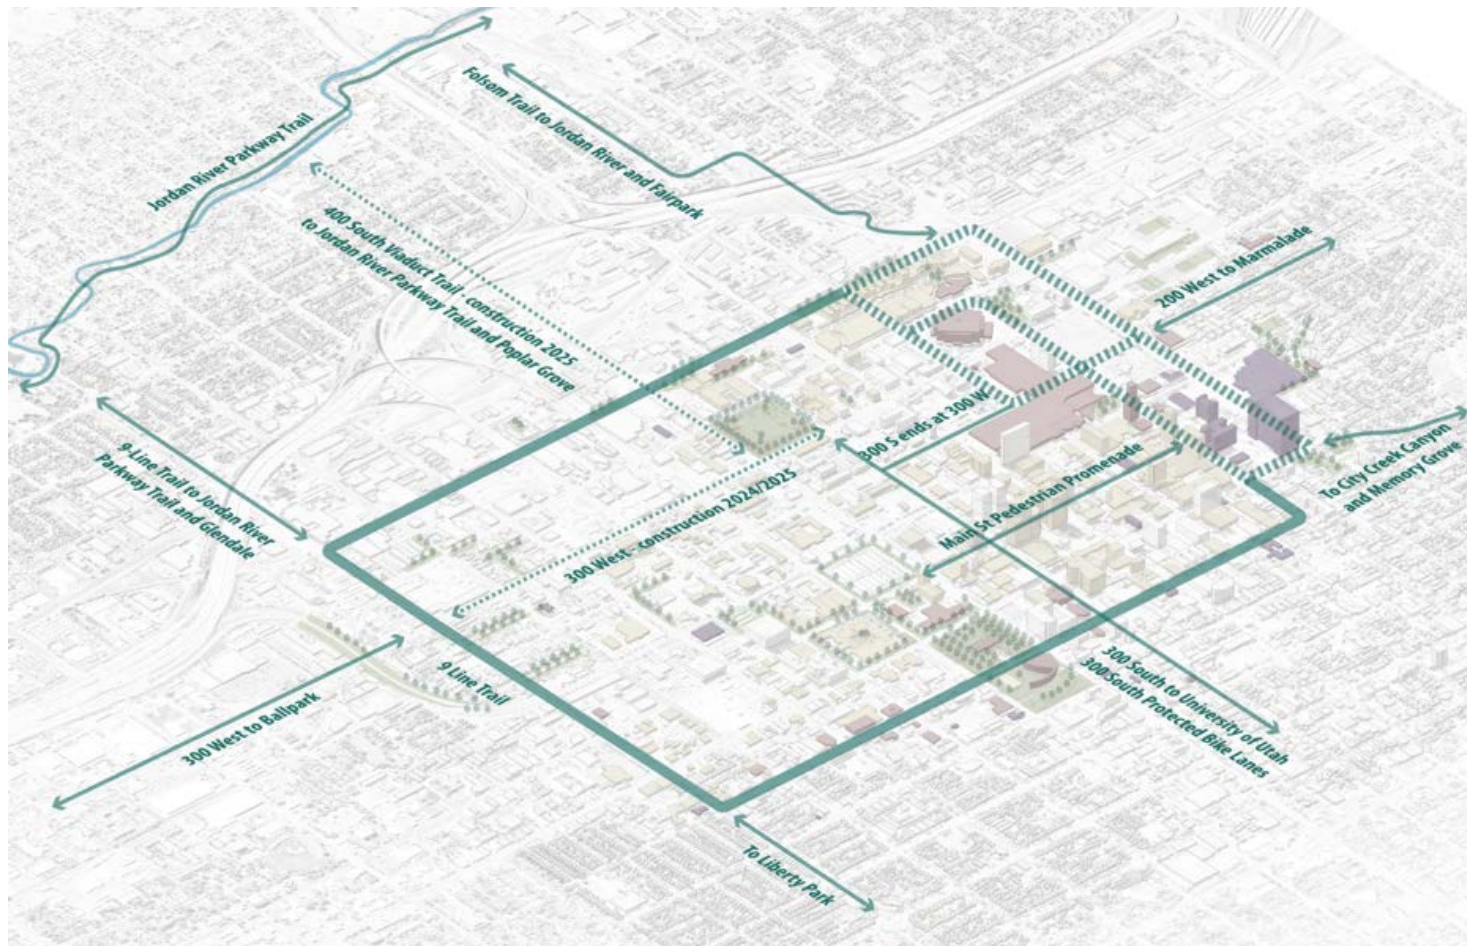 Folsom Trail to Jordan River and Fairpark
Jordan River Parkway Trail
400 South Viaduct Trail - construction 2025
to Jordan River Parkway Trail and Poplar Grove
200 West to Marmalade
300 S ends at 300 W
To City Creek Canyon
and Memory Grove
Main St Pedestrian Promenade
9-Line Trail to Jordan River
Parkway Trail and Glendale
300 West - construction 2024/2025
9 Line Trail
300 West to Ballpark
300 South to University of Utah
300 South Protected Bike Lanes
To Liberty Park